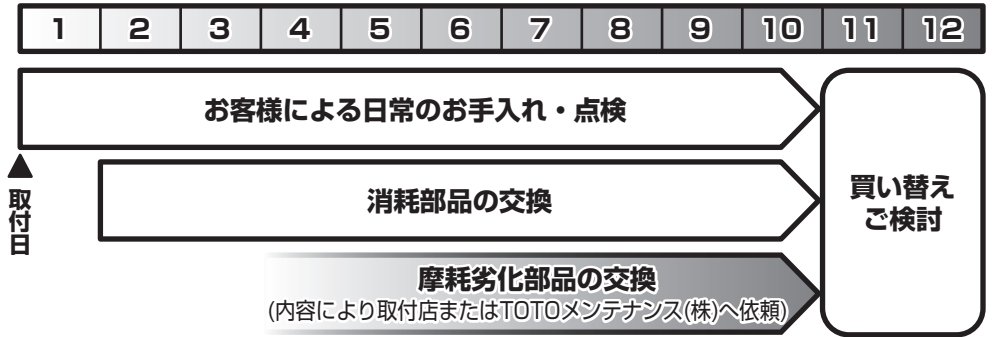 1 2 3 4 5 6 7 8 9 10 11 12
お客様による日常のお手入れ・点検
▲
取付日
消耗部品の交換
買い替え
ご検討
摩耗劣化部品の交換
(内容により取付店またはTOTOメンテナンス(株)へ依頼)